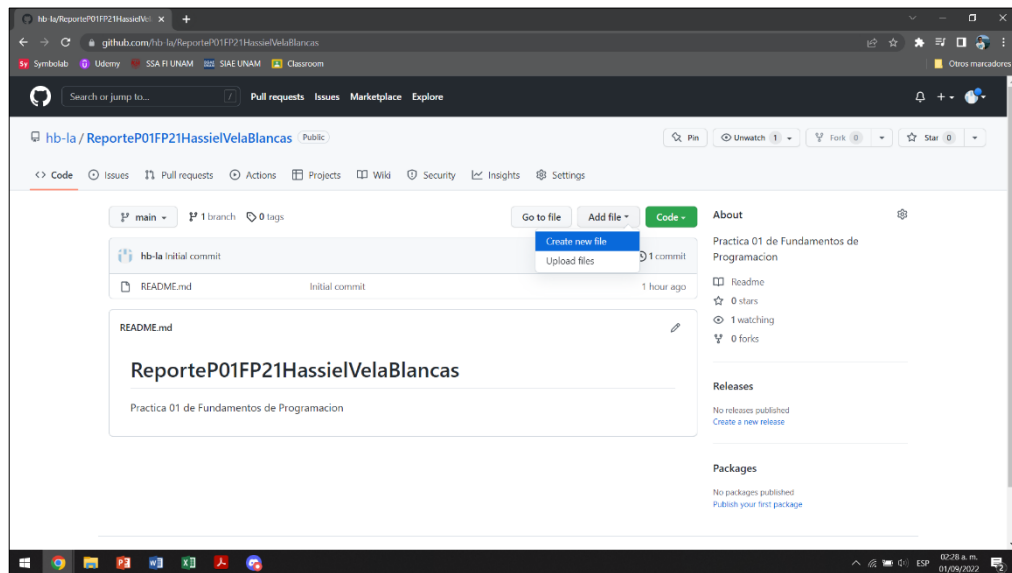 hb-la/ReporteP01FP21HassielVel
github.com/hb-la/ReporteP01FP21HassielVelaBlancas
Sy Symbolab Udemy SSA FI UNAM SIAE UNAM Classroom Otros marcadores
Search or jump to... / Pull requests Issues Marketplace Explore
hb-la / ReporteP01FP21HassielVelaBlancas Public Pin Unwatch 1 Fork 0 Star 0
Code Issues Pull requests Actions Projects Wiki Security Insights Settings
main 1 branch 0 tags Go to file Add file Code
Create new file
Upload files
hb-la Initial commit 1 commit
README.md Initial commit 1 hour ago
README.md
ReporteP01FP21HassielVelaBlancas
Practica 01 de Fundamentos de Programacion
About
Practica 01 de Fundamentos de
Programacion
Readme
0 stars
1 watching
0 forks
Releases
No releases published
Create a new release
Packages
No packages published
Publish your first package
ESP 02:28 a. m.
01/09/2022